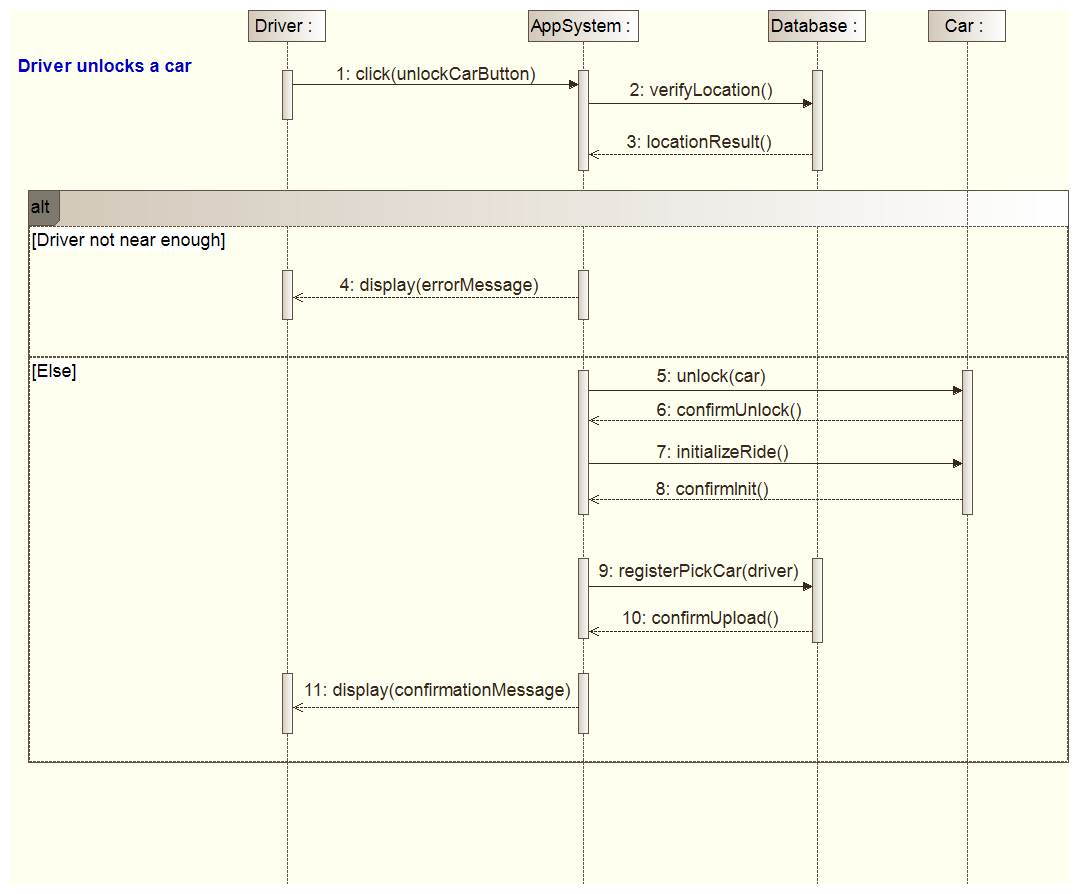 Driver :
AppSystem :
Database :
Car :
Driver unlocks a car
1: click(unlockCarButton)
2: verifyLocation()
3: locationResult()
alt
[Driver not near enough]
4: display(errorMessage)
[Else]
5: unlock(car)
6: confirmUnlock()
7: initializeRide()
8: confirmInit()
9: registerPickCar(driver)
10: confirmUpload()
11: display(confirmationMessage)